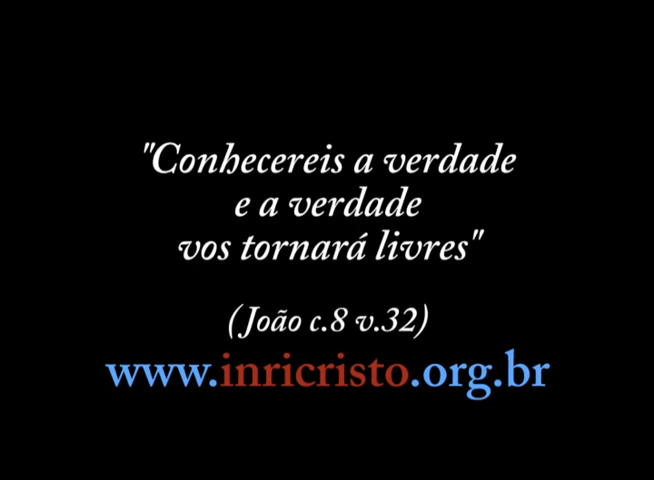 "Conhecereis a verdade
e a verdade
vos tornará livres"
(João c.8 v.32)
www.inricristo.org.br